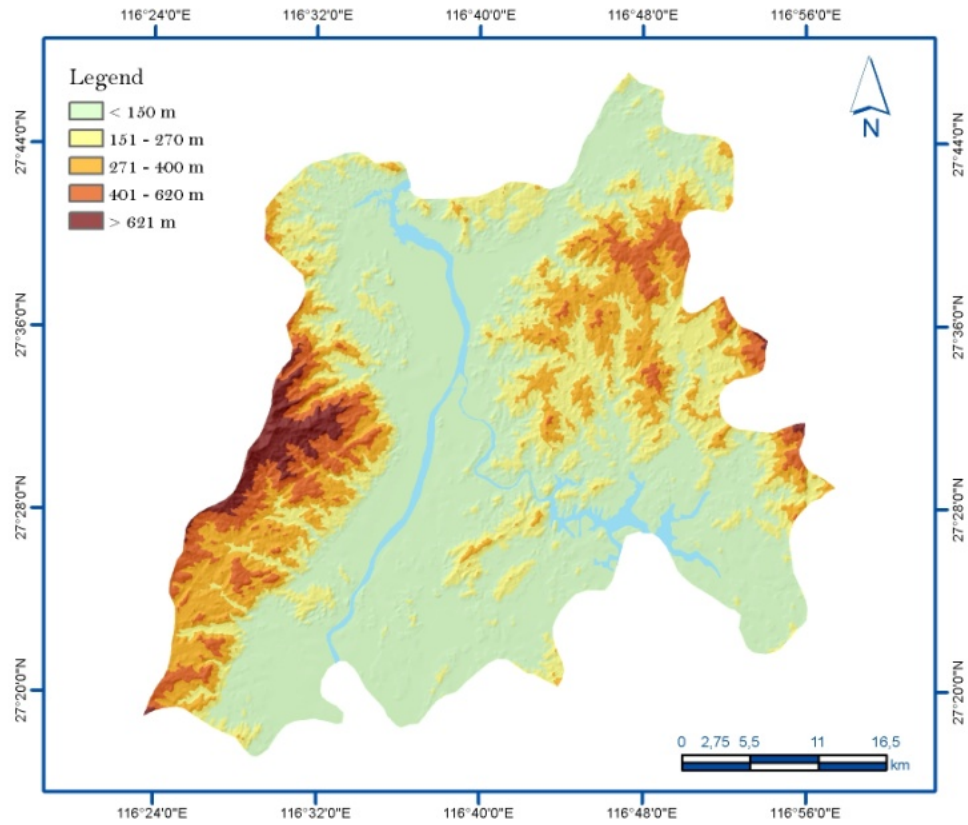 116°24'0"E 116°32'0"E 116°40'0"E 116°48'0"E 116°56'0"E
Legend
< 150 m
151 - 270 m
271 - 400 m
401 - 620 m
> 621 m
N
27°44'0"N
27°36'0"N
27°28'0"N
27°20'0"N
27°44'0"N
27°36'0"N
27°28'0"N
27°20'0"N
0 2,75 5,5 11 16,5
km
116°24'0"E 116°32'0"E 116°40'0"E 116°48'0"E 116°56'0"E